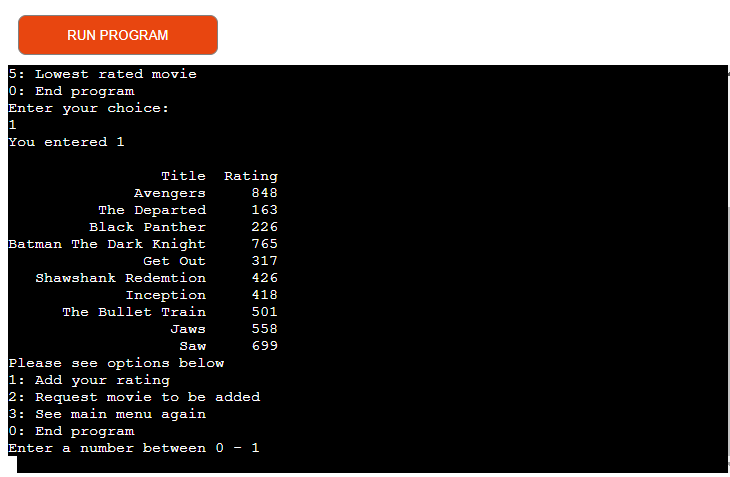 RUN PROGRAM
5: Lowest rated movie
0: End program
Enter your choice:
1
You entered 1
Title Rating
Avengers 848
The Departed 163
Black Panther 226
Batman The Dark Knight 765
Get Out 317
Shawshank Redemtion 426
Inception 418
The Bullet Train 501
Jaws 558
Saw 699
Please see options below
1: Add your rating
2: Request movie to be added
3: See main menu again
0: End program
Enter a number between 0 - 1